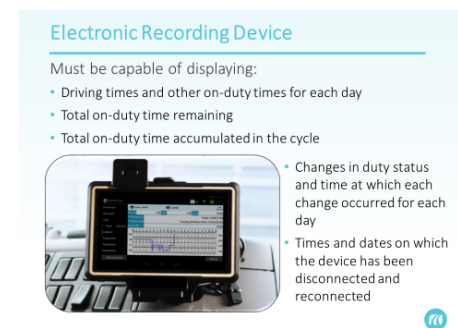 Electronic Recording Device
Must be capable of displaying:
• Driving times and other on-duty times for each day
• Total on-duty time remaining
• Total on-duty time accumulated in the cycle
• Changes in duty status
and time at which each
change occurred for each
day
• Times and dates on which
the device has been
disconnected and
reconnected